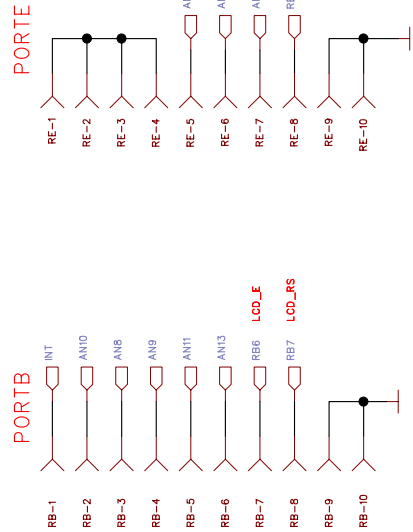 PORTE
RE-1
RE-2
RE-3
RE-4
RE-5
RE-6
RE-7
RE-8
RE-9
RE-10
PORTB
INT
AN10
AN8
AN9
AN11
AN13
RB6
LCD_E
RB7
LCD_RS
RB-1
RB-2
RB-3
RB-4
RB-5
RB-6
RB-7
RB-8
RB-9
RB-10